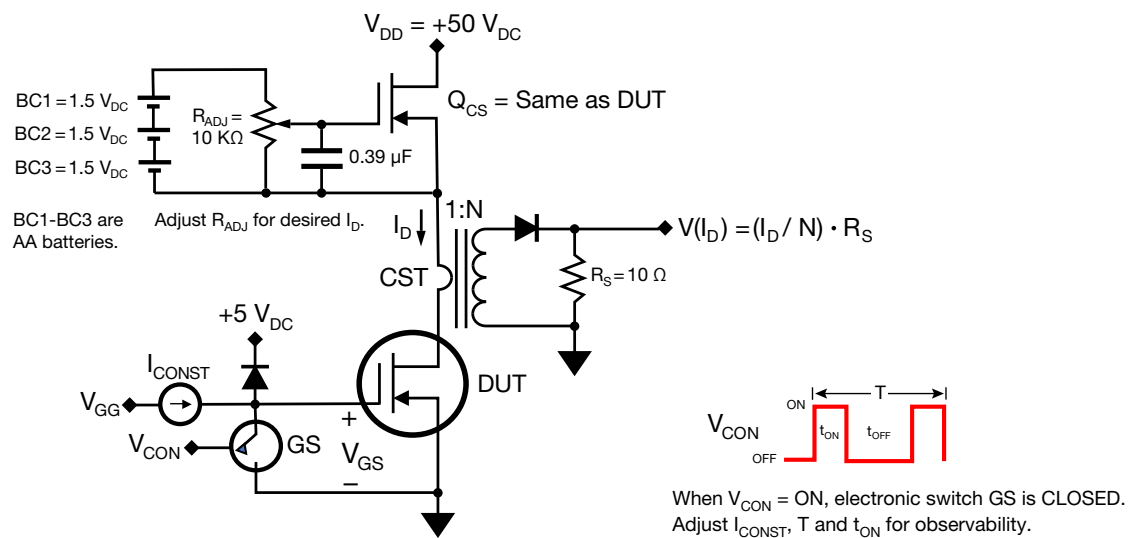 V_DD = +50 V_DC
BC1 = 1.5 V_DC
BC2 = 1.5 V_DC
BC3 = 1.5 V_DC
R_ADJ =
10 KΩ
Q_CS = Same as DUT
0.39 µF
BC1-BC3 are
AA batteries.
Adjust R_ADJ for desired I_D.
I_D
1:N
CST
V(I_D) = (I_D / N) • R_S
R_S = 10 Ω
+5 V_DC
I_CONST
V_GG
DUT
V_CON
GS
+
V_GS
−
V_CON
ON
OFF
T
t_ON
t_OFF
When V_CON = ON, electronic switch GS is CLOSED.
Adjust I_CONST, T and t_ON for observability.